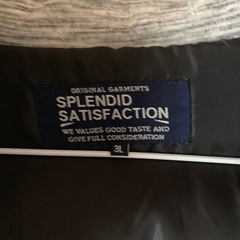 ORIGINAL GARMENTS
SPLENDID
SATISFACTION
WE VALUES GOOD TASTE AND
GIVE FULL CONSIDERATION
3L